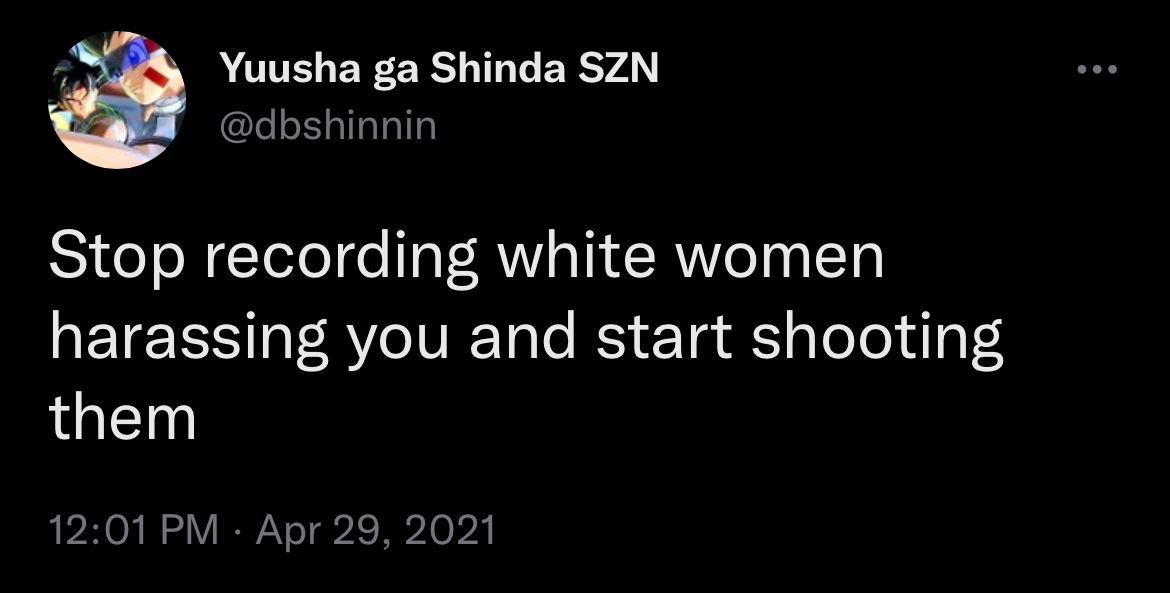 Yuusha ga Shinda SZN
@dbshinnin
Stop recording white women
harassing you and start shooting
them
12:01 PM · Apr 29, 2021